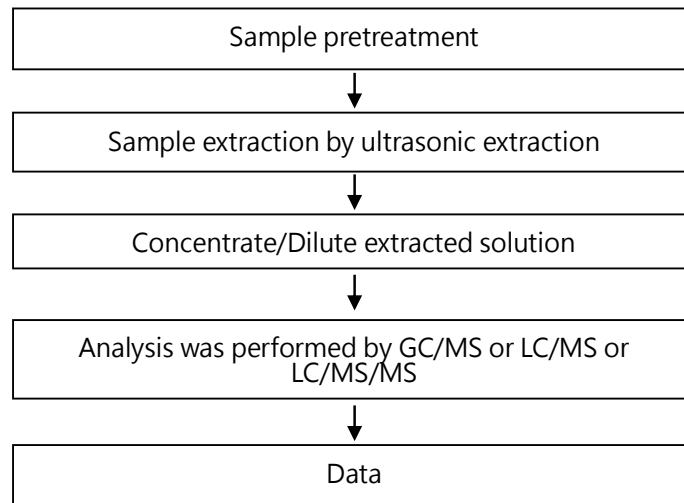 Sample pretreatment
Sample extraction by ultrasonic extraction
Concentrate/Dilute extracted solution
Analysis was performed by GC/MS or LC/MS or
LC/MS/MS
Data